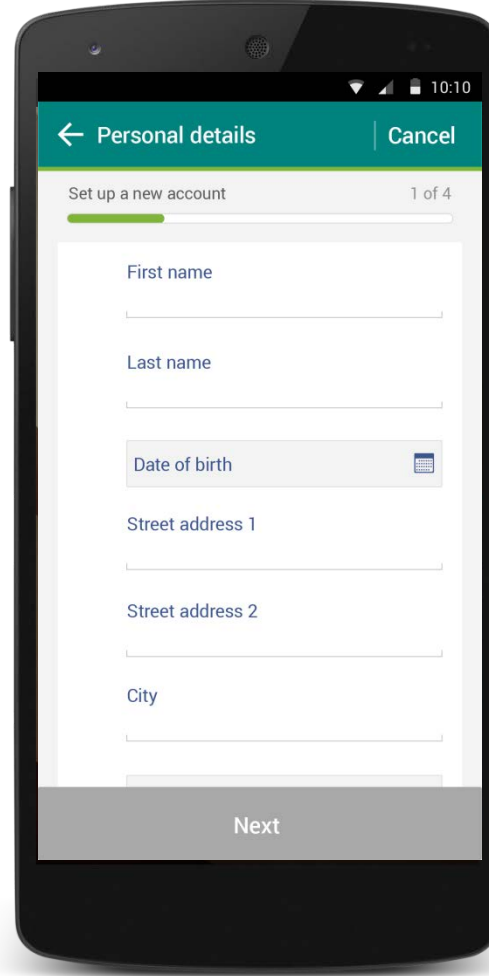 10:10
Personal details
Cancel
Set up a new account
1 of 4
First name
Last name
Date of birth
Street address 1
Street address 2
City
Next